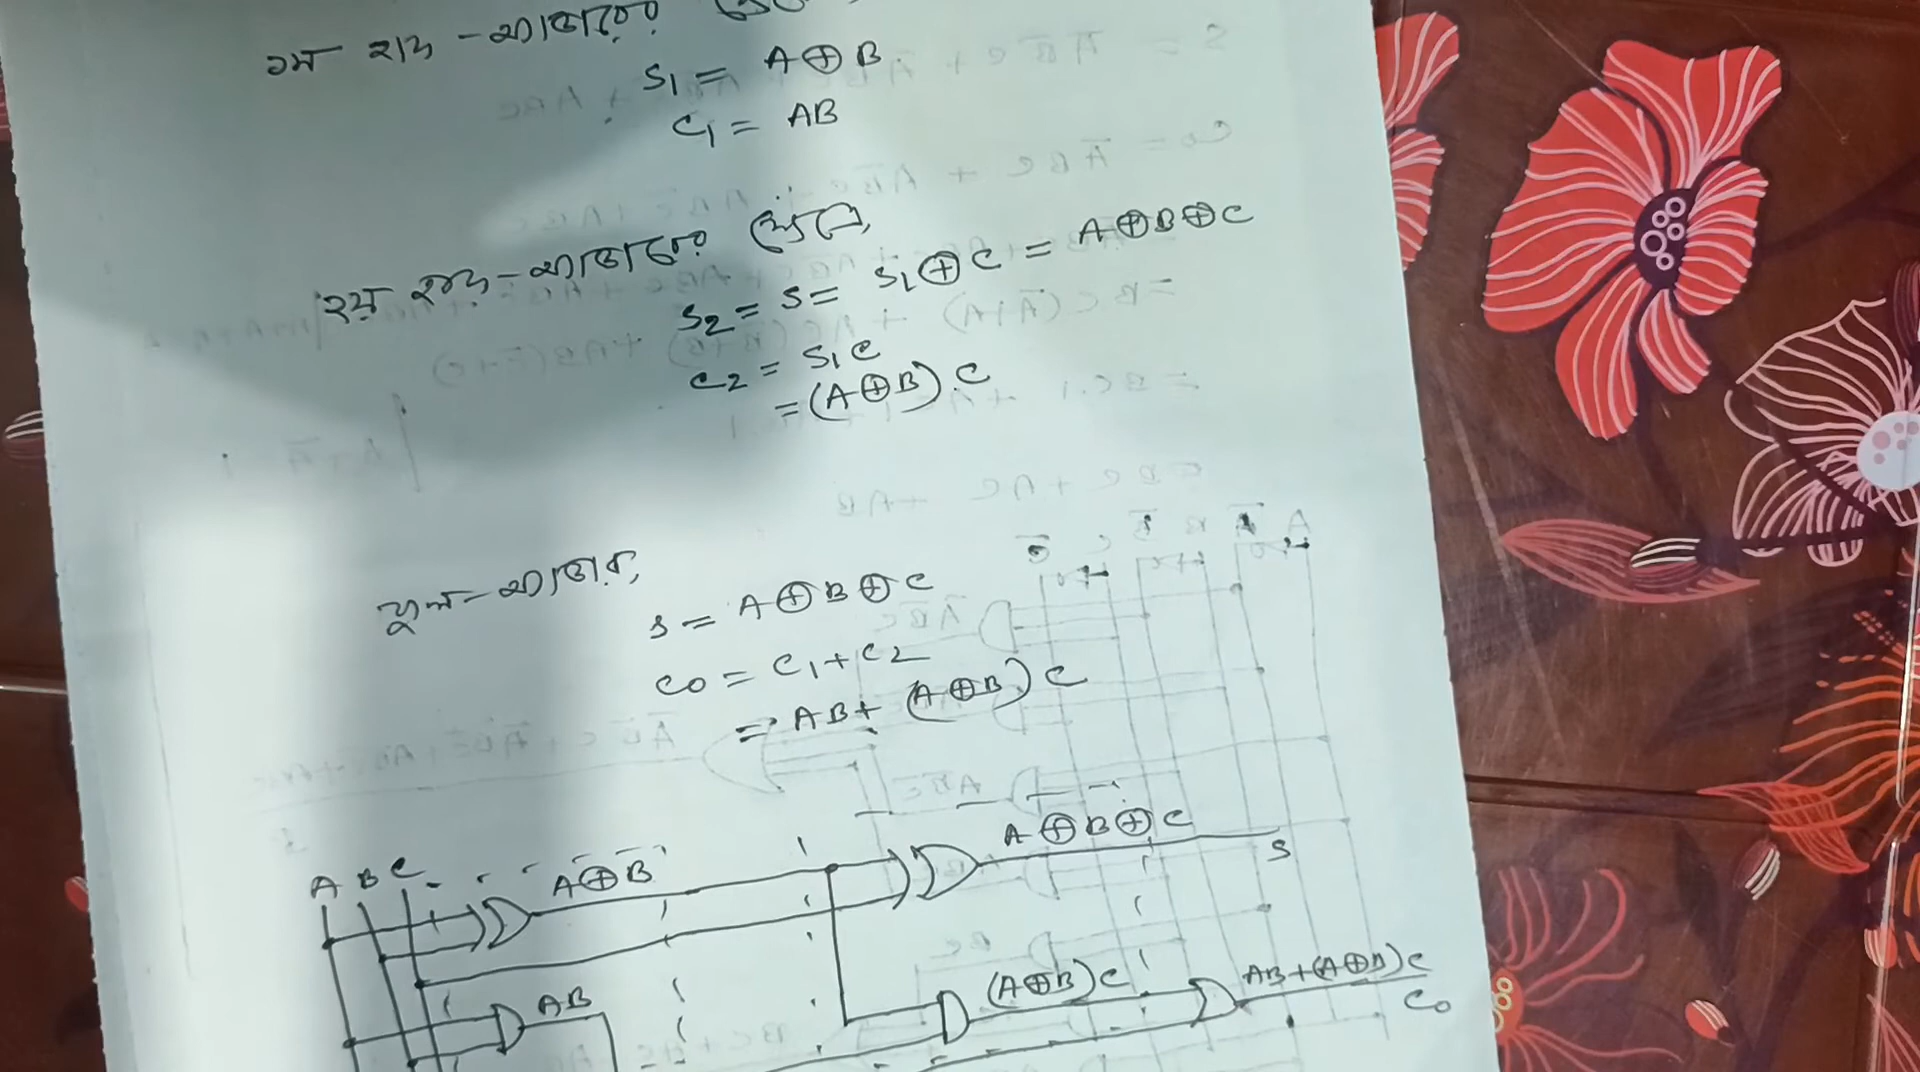 ১ম হাফ-অ্যাডারের
S₁ = A⊕B
C₁ = AB
২য় হাফ-অ্যাডারের ক্ষেত্রে,
S₂ = S = S₁⊕C = A⊕B⊕C
C₂ = S₁C
= (A⊕B).C
ফুল-অ্যাডার,
S = A⊕B⊕C
C₀ = C₁+C₂
= AB+ (A⊕B)C
A B C
A⊕B
A⊕B⊕C
S
AB
(A⊕B)C
AB+(A⊕B)C
C₀